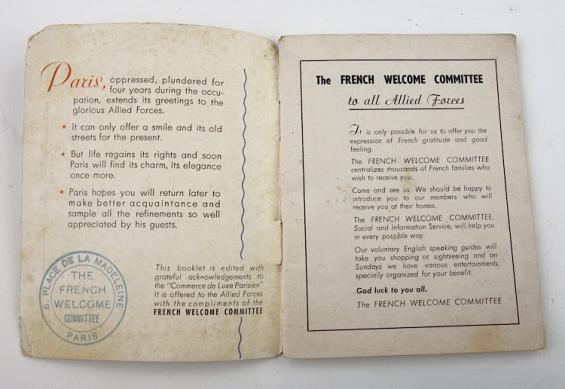 Paris, oppressed, plundered for
four years during the occu-
pation, extends its greetings to the
glorious Allied Forces.
• It can only offer a smile and its old
streets for the present.
• But life regains its rights and soon
Paris will find its charm, its elegance
once more.
• Paris hopes you will return later to
make better acquaintance and
sample all the refinements so well
appreciated by his guests.
6, PLACE DE LA MADELEINE
THE
FRENCH
WELCOME
COMMITTEE
PARIS
This booklet is edited with
grateful acknowledgements to
the "Commerce de Luxe Parisien"
It is offered to the Allied Forces
with the compliments of the
FRENCH WELCOME COMMITTEE
The FRENCH WELCOME COMMITTEE
to all Allied Forces
It is only possible for us to offer you the
expression of French gratitude and good
feeling.
The FRENCH WELCOME COMMITTEE
centralizes thousands of French families who
wish to receive you.
Come and see us. We should be happy to
introduce you to our members who will
receive you at their homes.
The FRENCH WELCOME COMMITTEE,
Social and Information Service, will help you
in every possible way.
Our voluntary English speaking guides will
take you shopping or sightseeing and on
Sundays we have various entertainments
specially organized for your benefit.
God luck to you all.
The FRENCH WELCOME COMMITTEE